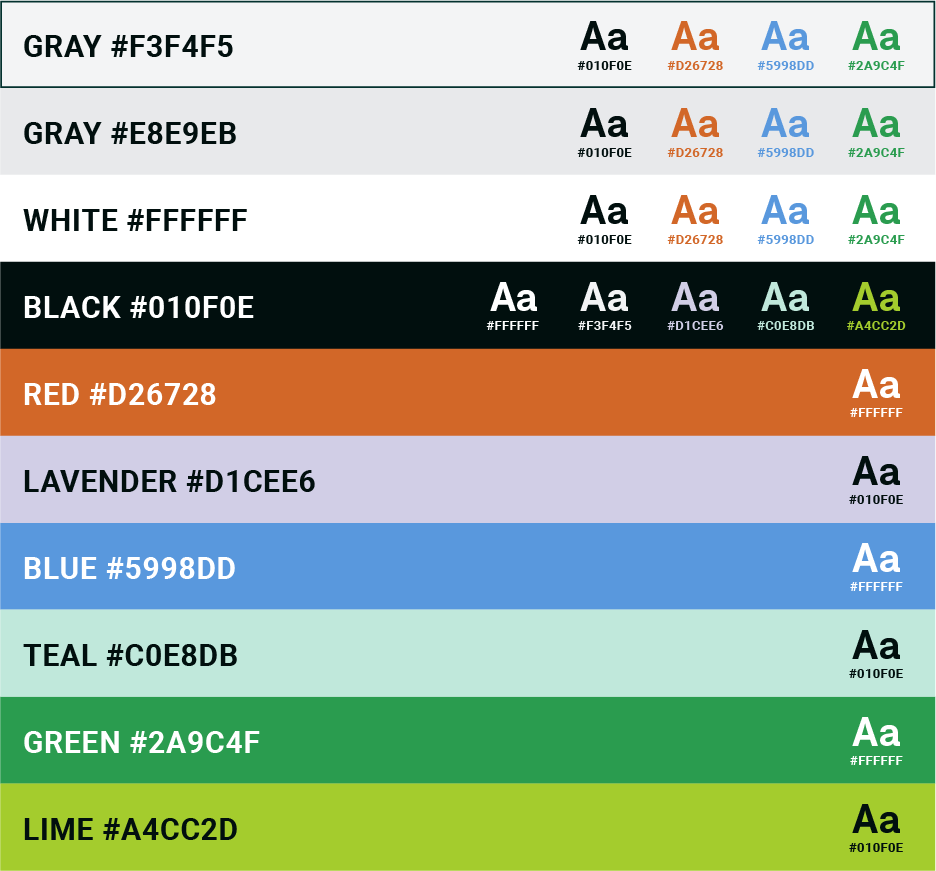 GRAY #F3F4F5
Aa Aa Aa Aa
#010F0E #D26728 #5998DD #2A9C4F
GRAY #E8E9EB
Aa Aa Aa Aa
#010F0E #D26728 #5998DD #2A9C4F
WHITE #FFFFFF
Aa Aa Aa Aa
#010F0E #D26728 #5998DD #2A9C4F
BLACK #010F0E
Aa Aa Aa Aa Aa
#FFFFFF #F3F4F5 #D1CEE6 #C0E8DB #A4CC2D
RED #D26728
Aa
#FFFFFF
LAVENDER #D1CEE6
Aa
#010F0E
BLUE #5998DD
Aa
#FFFFFF
TEAL #C0E8DB
Aa
#010F0E
GREEN #2A9C4F
Aa
#FFFFFF
LIME #A4CC2D
Aa
#010F0E